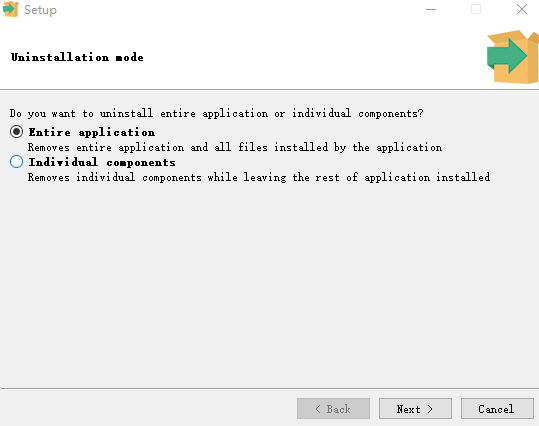 Setup
Uninstallation mode
Do you want to uninstall entire application or individual components?
Entire application
Removes entire application and all files installed by the application
Individual components
Removes individual components while leaving the rest of application installed
< Back
Next >
Cancel